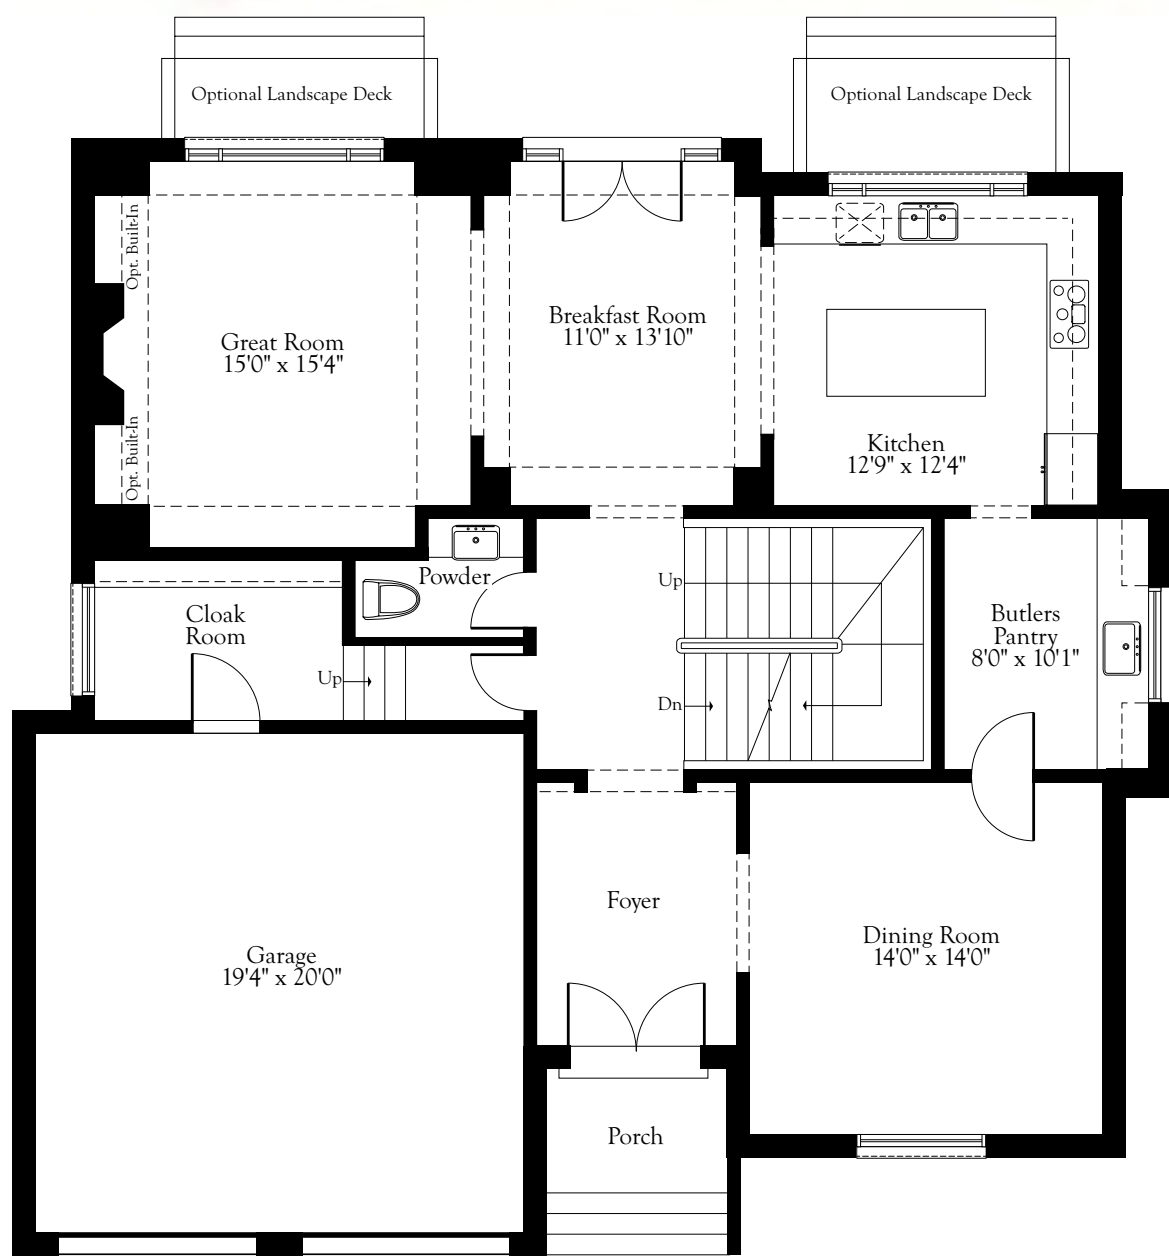 Optional Landscape Deck
Optional Landscape Deck
Opt. Built-In
Great Room
15'0" x 15'4"
Opt. Built-In
Breakfast Room
11'0" x 13'10"
Kitchen
12'9" x 12'4"
Powder
Up
Cloak
Room
Up
Dn
Butlers
Pantry
8'0" x 10'1"
Foyer
Garage
19'4" x 20'0"
Dining Room
14'0" x 14'0"
Porch